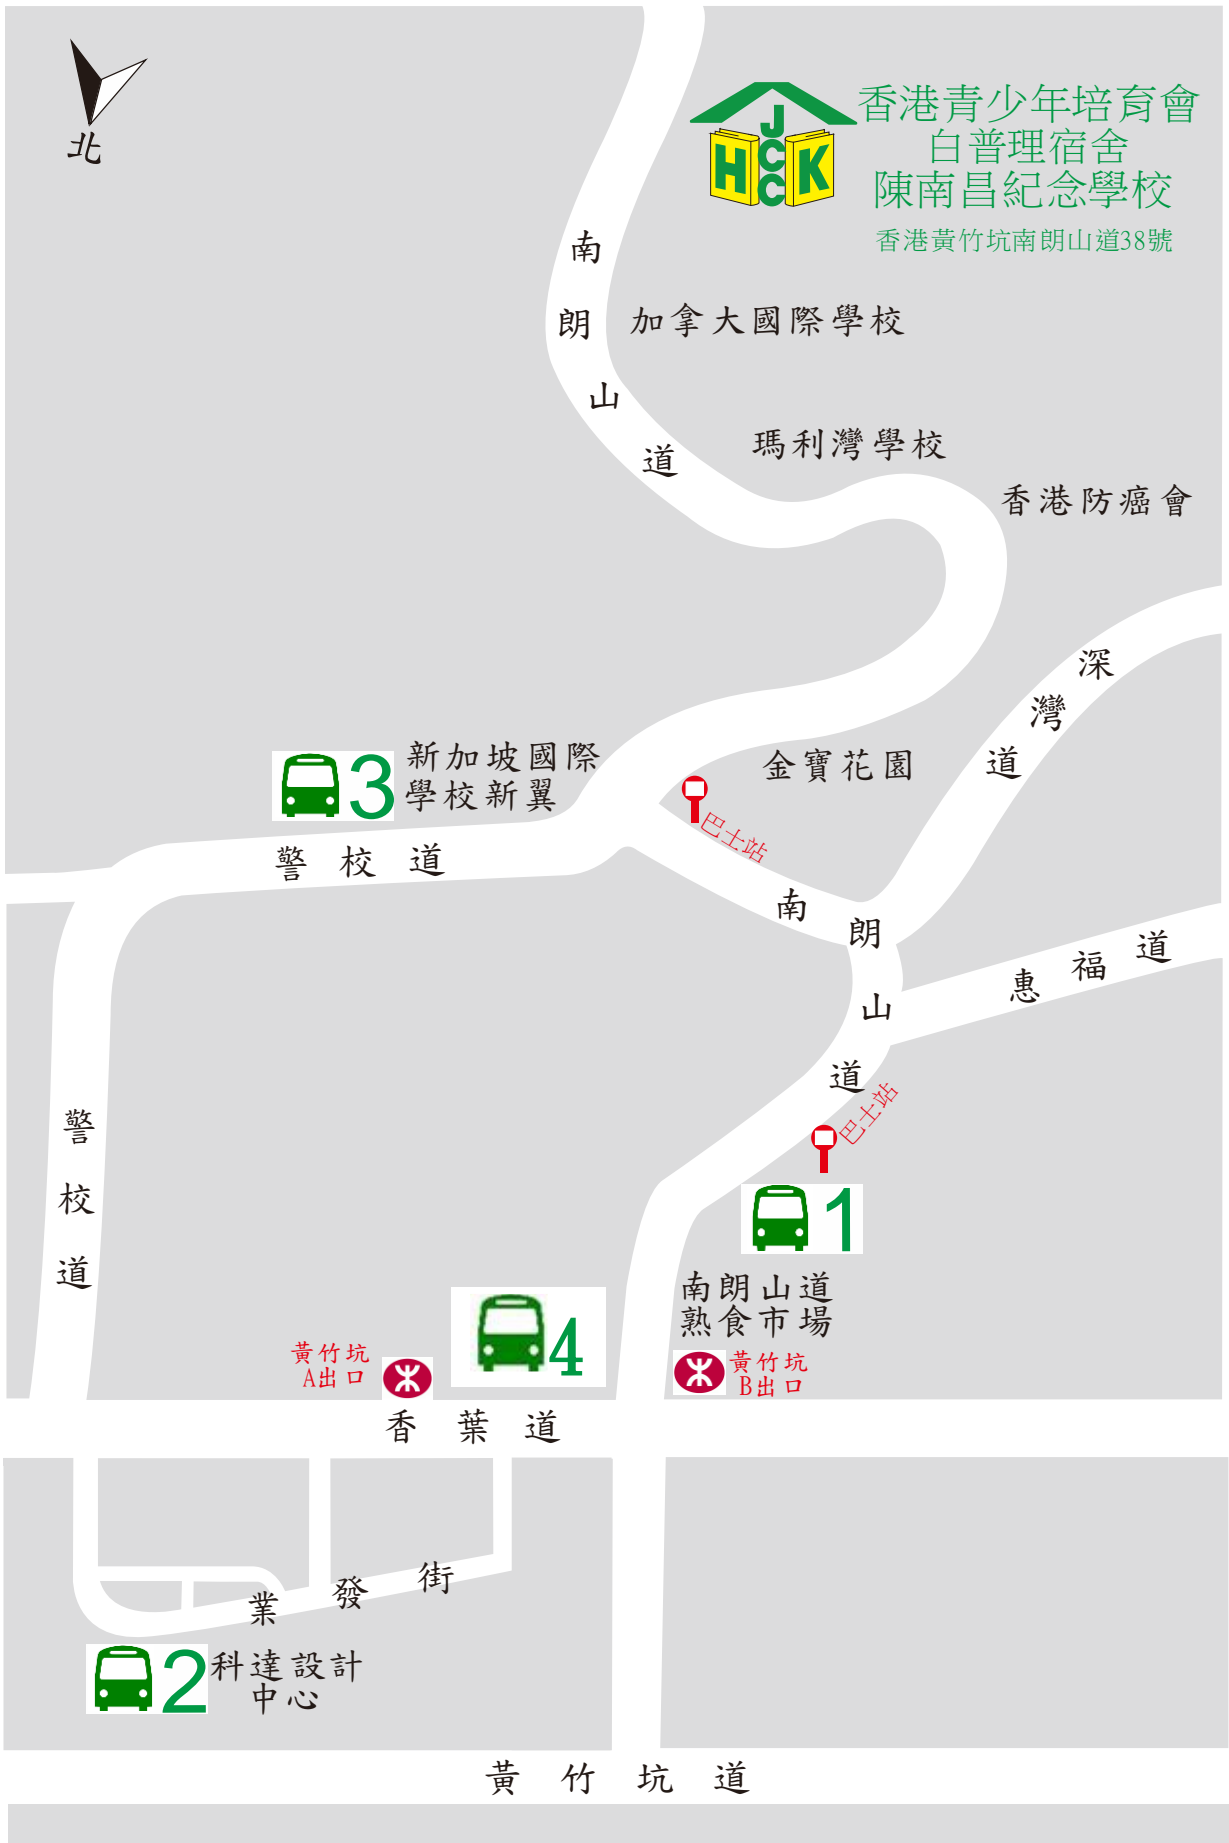 北
J
C
C
H K
香港青少年培育會
白普理宿舍
陳南昌紀念學校
香港黃竹坑南朗山道38號
南朗山道
加拿大國際學校
瑪利灣學校
香港防癌會
深灣道
3
新加坡國際
學校新翼
金寶花園
巴士站
警校道
南朗山道
惠福道
警校道
巴士站
1
南朗山道
熟食市場
4
黃竹坑
A出口
黃竹坑
B出口
香葉道
業發街
2
科達設計
中心
黃竹坑道